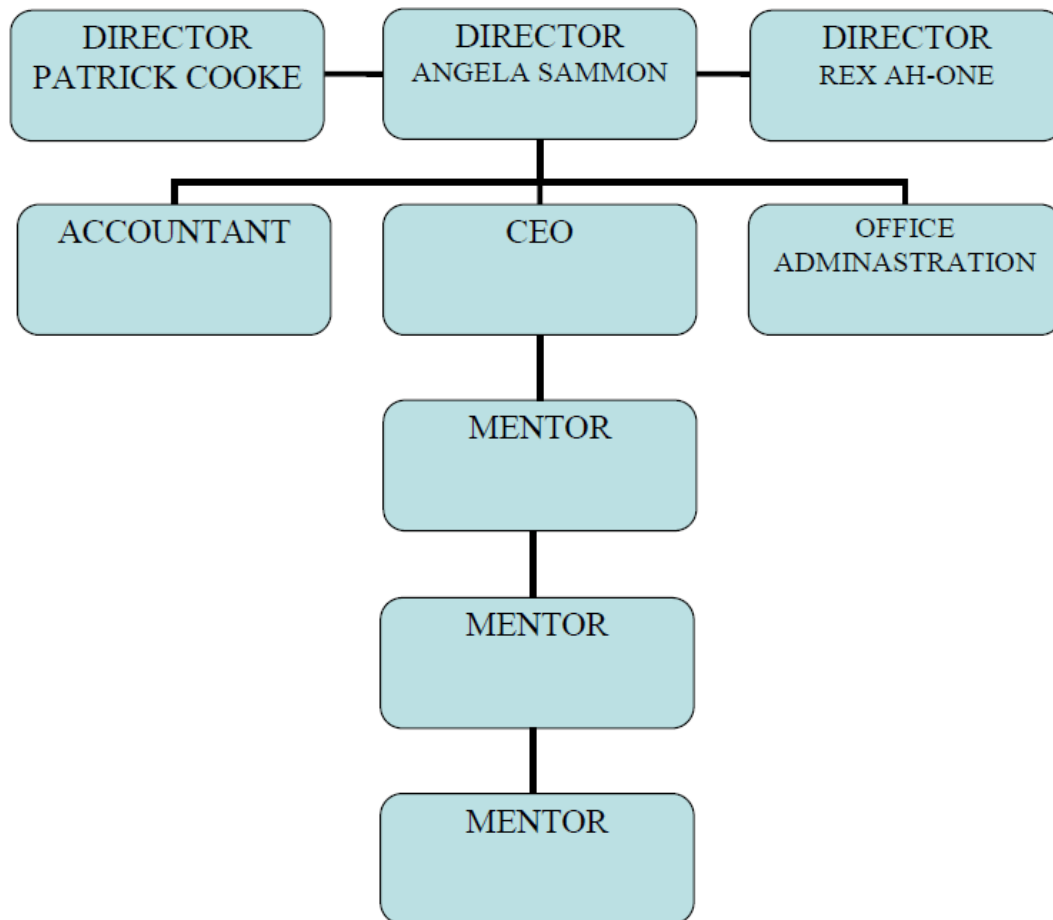 DIRECTOR
PATRICK COOKE
DIRECTOR
ANGELA SAMMON
DIRECTOR
REX AH-ONE
ACCOUNTANT
CEO
OFFICE
ADMINASTRATION
MENTOR
MENTOR
MENTOR